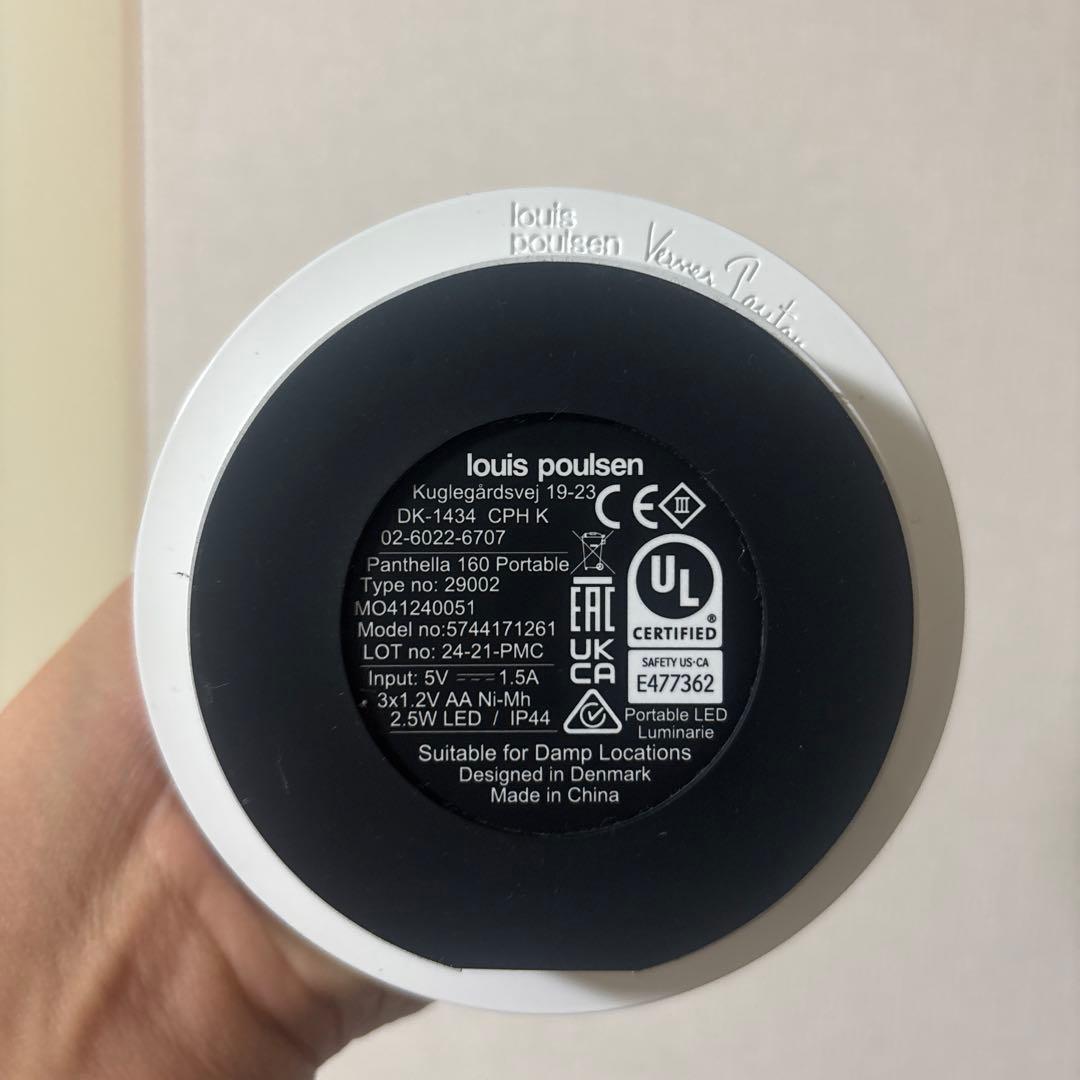 louis
poulsen
Verner Panton
louis poulsen
Kuglegårdsvej 19-23
DK-1434 CPH K
02-6022-6707
CE
III
Panthella 160 Portable
Type no: 29002
MO41240051
Model no:5744171261
LOT no: 24-21-PMC
EAC
UK
CA
UL
®
CERTIFIED
SAFETY US·CA
E477362
Input: 5V ⎓ 1.5A
3x1.2V AA Ni-Mh
2.5W LED / IP44
Portable LED
Luminarie
Suitable for Damp Locations
Designed in Denmark
Made in China